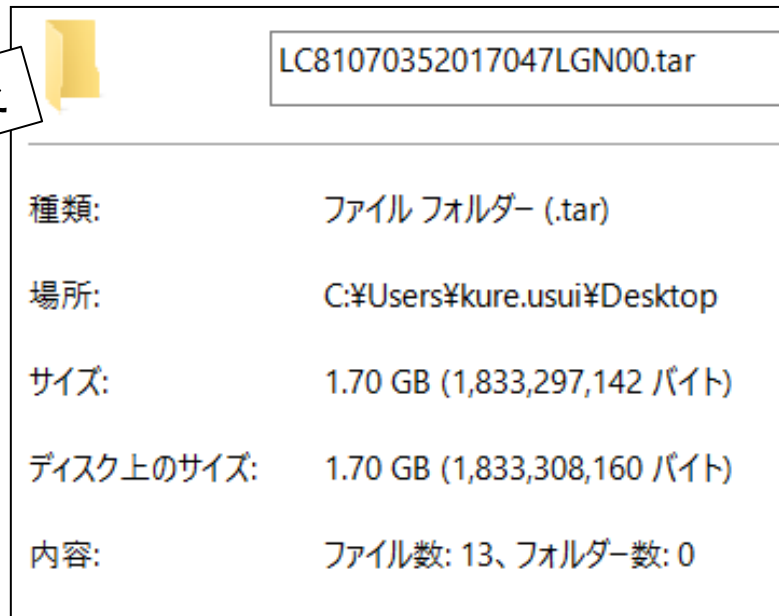 LC81070352017047LGN00.tar
種類: ファイル フォルダー (.tar)
場所: C:¥Users¥kure.usui¥Desktop
サイズ: 1.70 GB (1,833,297,142 バイト)
ディスク上のサイズ: 1.70 GB (1,833,308,160 バイト)
内容: ファイル数: 13、フォルダー数: 0